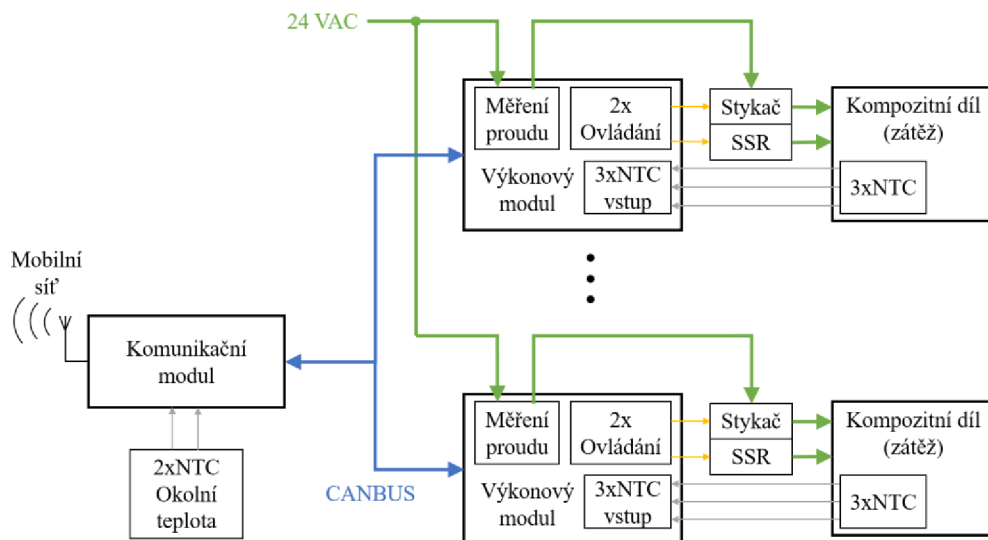 24 VAC
Měření
proudu
2x
Ovládání
Stykač
SSR
Kompozitní díl
(zátěž)
Výkonový
modul
3xNTC
vstup
3xNTC
Mobilní
síť
Komunikační
modul
2xNTC
Okolní
teplota
CANBUS
Měření
proudu
2x
Ovládání
Stykač
SSR
Kompozitní díl
(zátěž)
Výkonový
modul
3xNTC
vstup
3xNTC